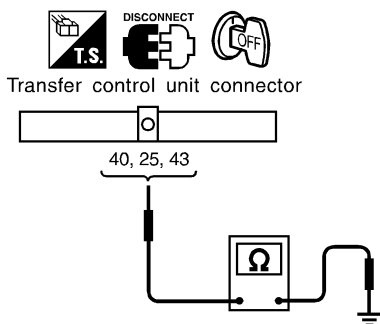 DISCONNECT
T.S.
OFF
Transfer control unit connector
40, 25, 43
Ω